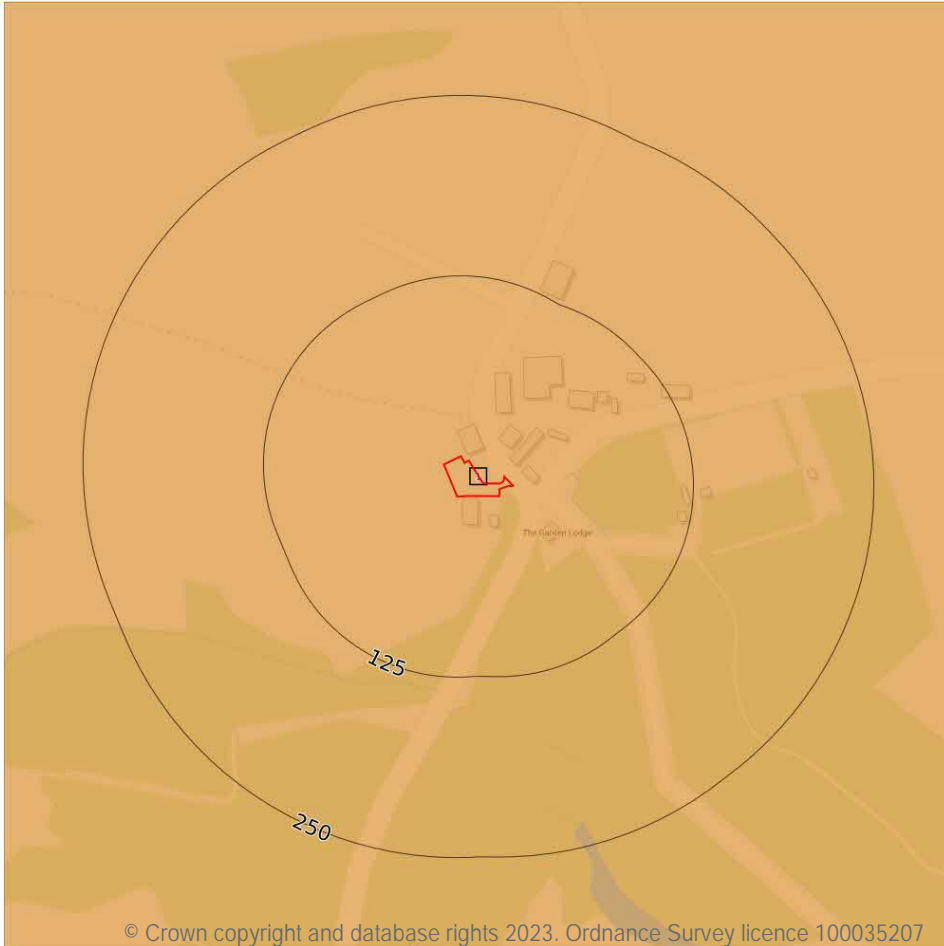 The Garden Lodge
125
250
© Crown copyright and database rights 2023. Ordnance Survey licence 100035207